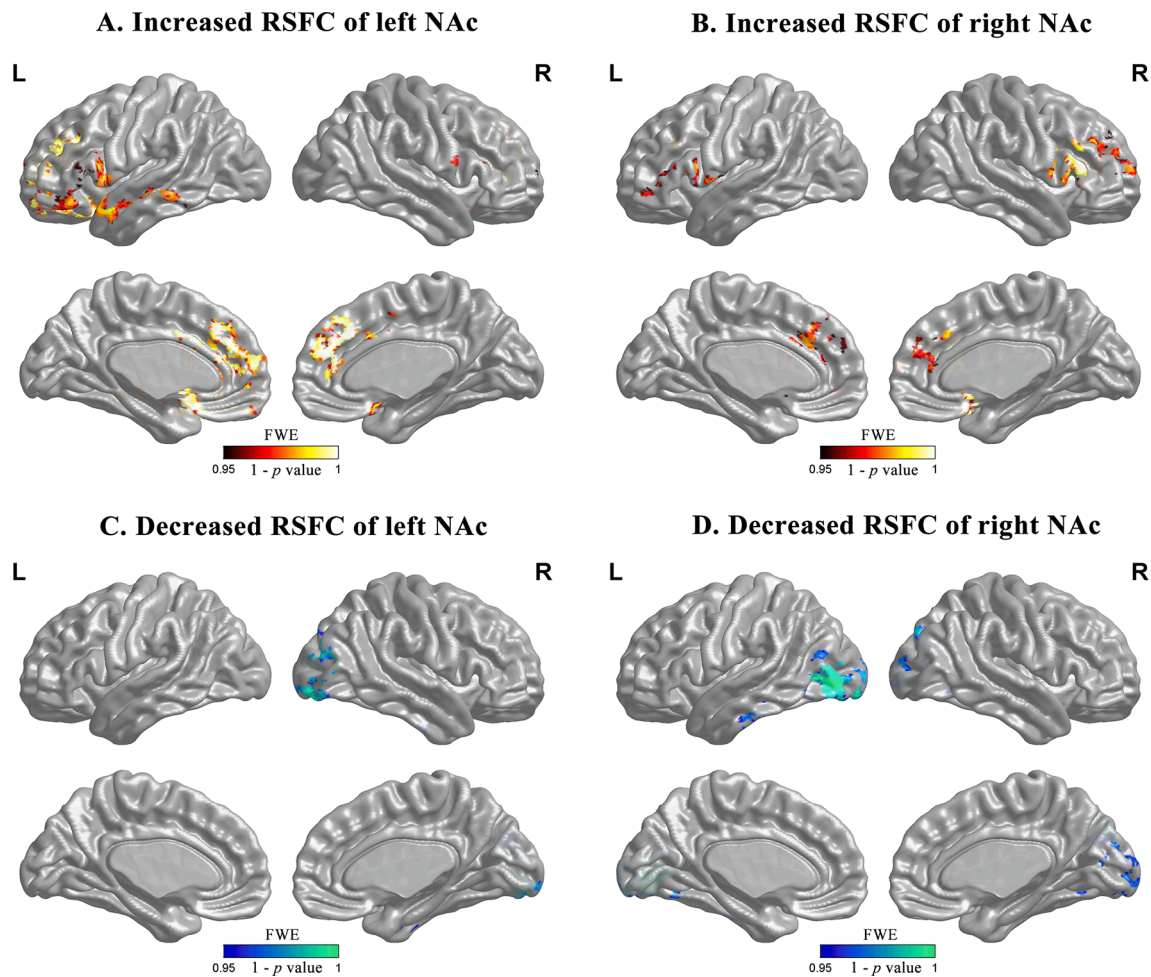 A. Increased RSFC of left NAc
B. Increased RSFC of right NAc
L
R
L
R
FWE
0.95
1 - p value
1
FWE
0.95
1 - p value
1
C. Decreased RSFC of left NAc
D. Decreased RSFC of right NAc
L
R
L
R
FWE
0.95
1 - p value
1
FWE
0.95
1 - p value
1